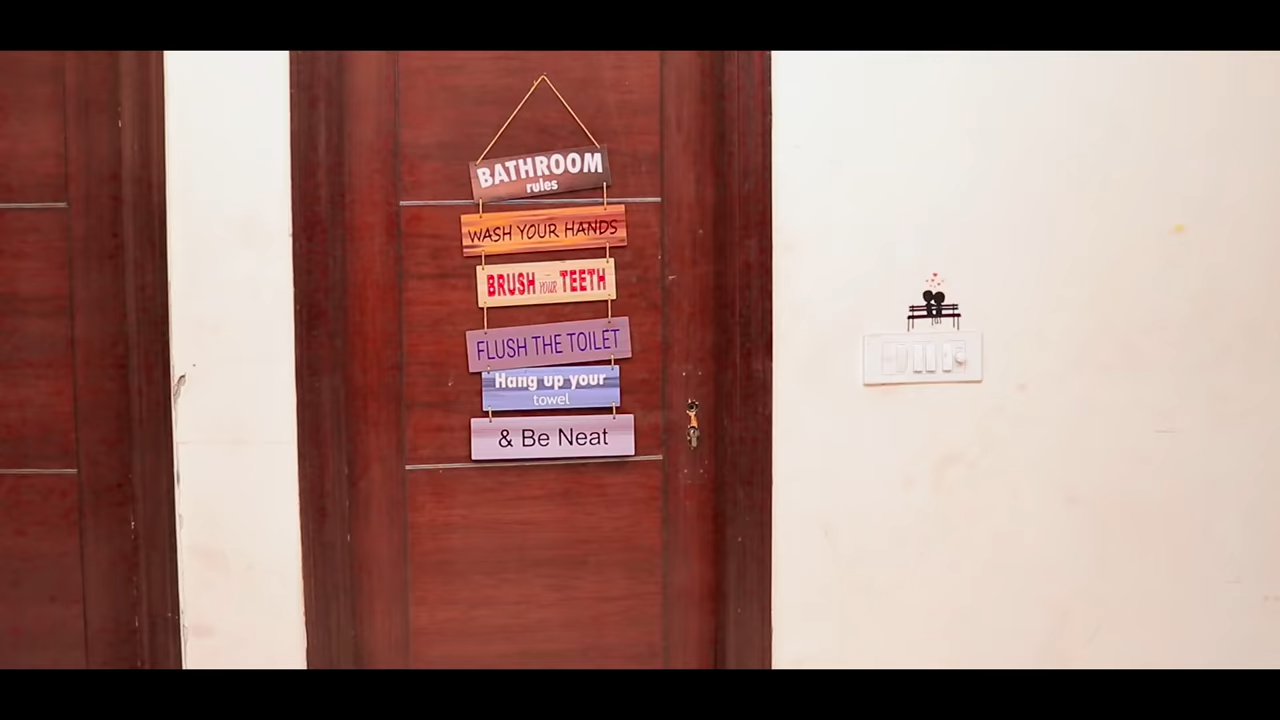 BATHROOM
rules
WASH YOUR HANDS
BRUSH YOUR TEETH
FLUSH THE TOILET
Hang up your
towel
& Be Neat